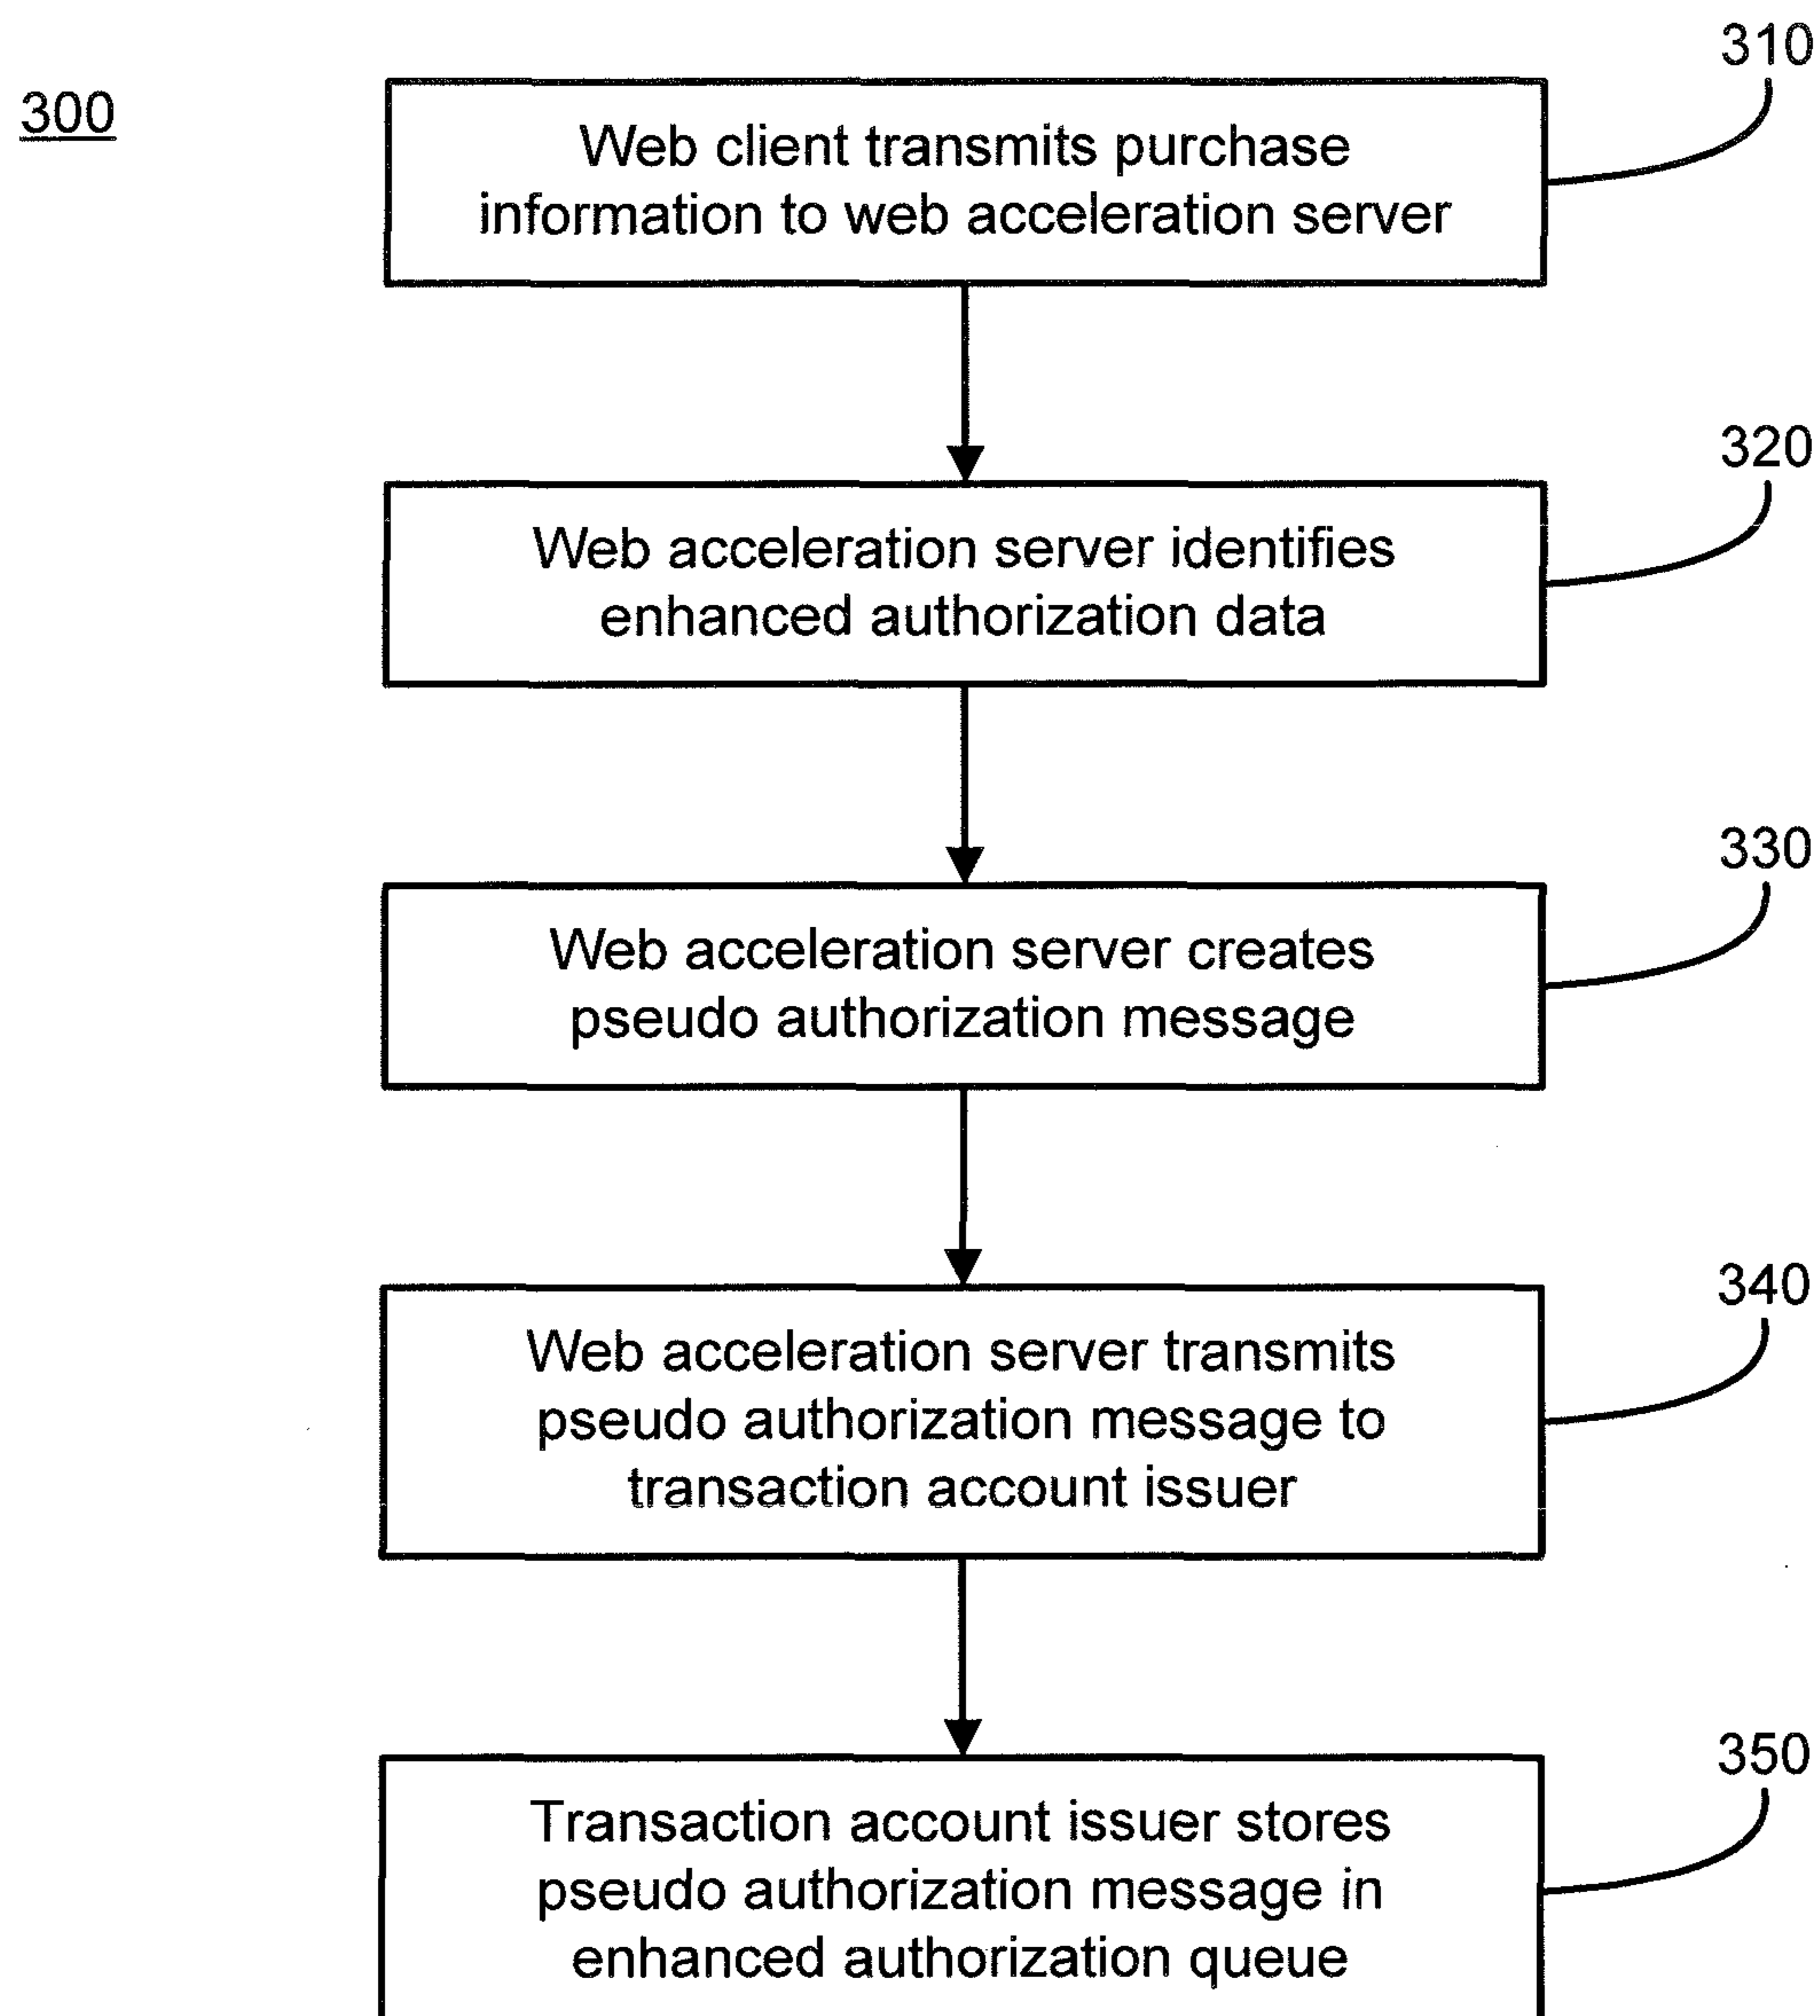 300
310
Web client transmits purchase
information to web acceleration server
320
Web acceleration server identifies
enhanced authorization data
330
Web acceleration server creates
pseudo authorization message
340
Web acceleration server transmits
pseudo authorization message to
transaction account issuer
350
Transaction account issuer stores
pseudo authorization message in
enhanced authorization queue